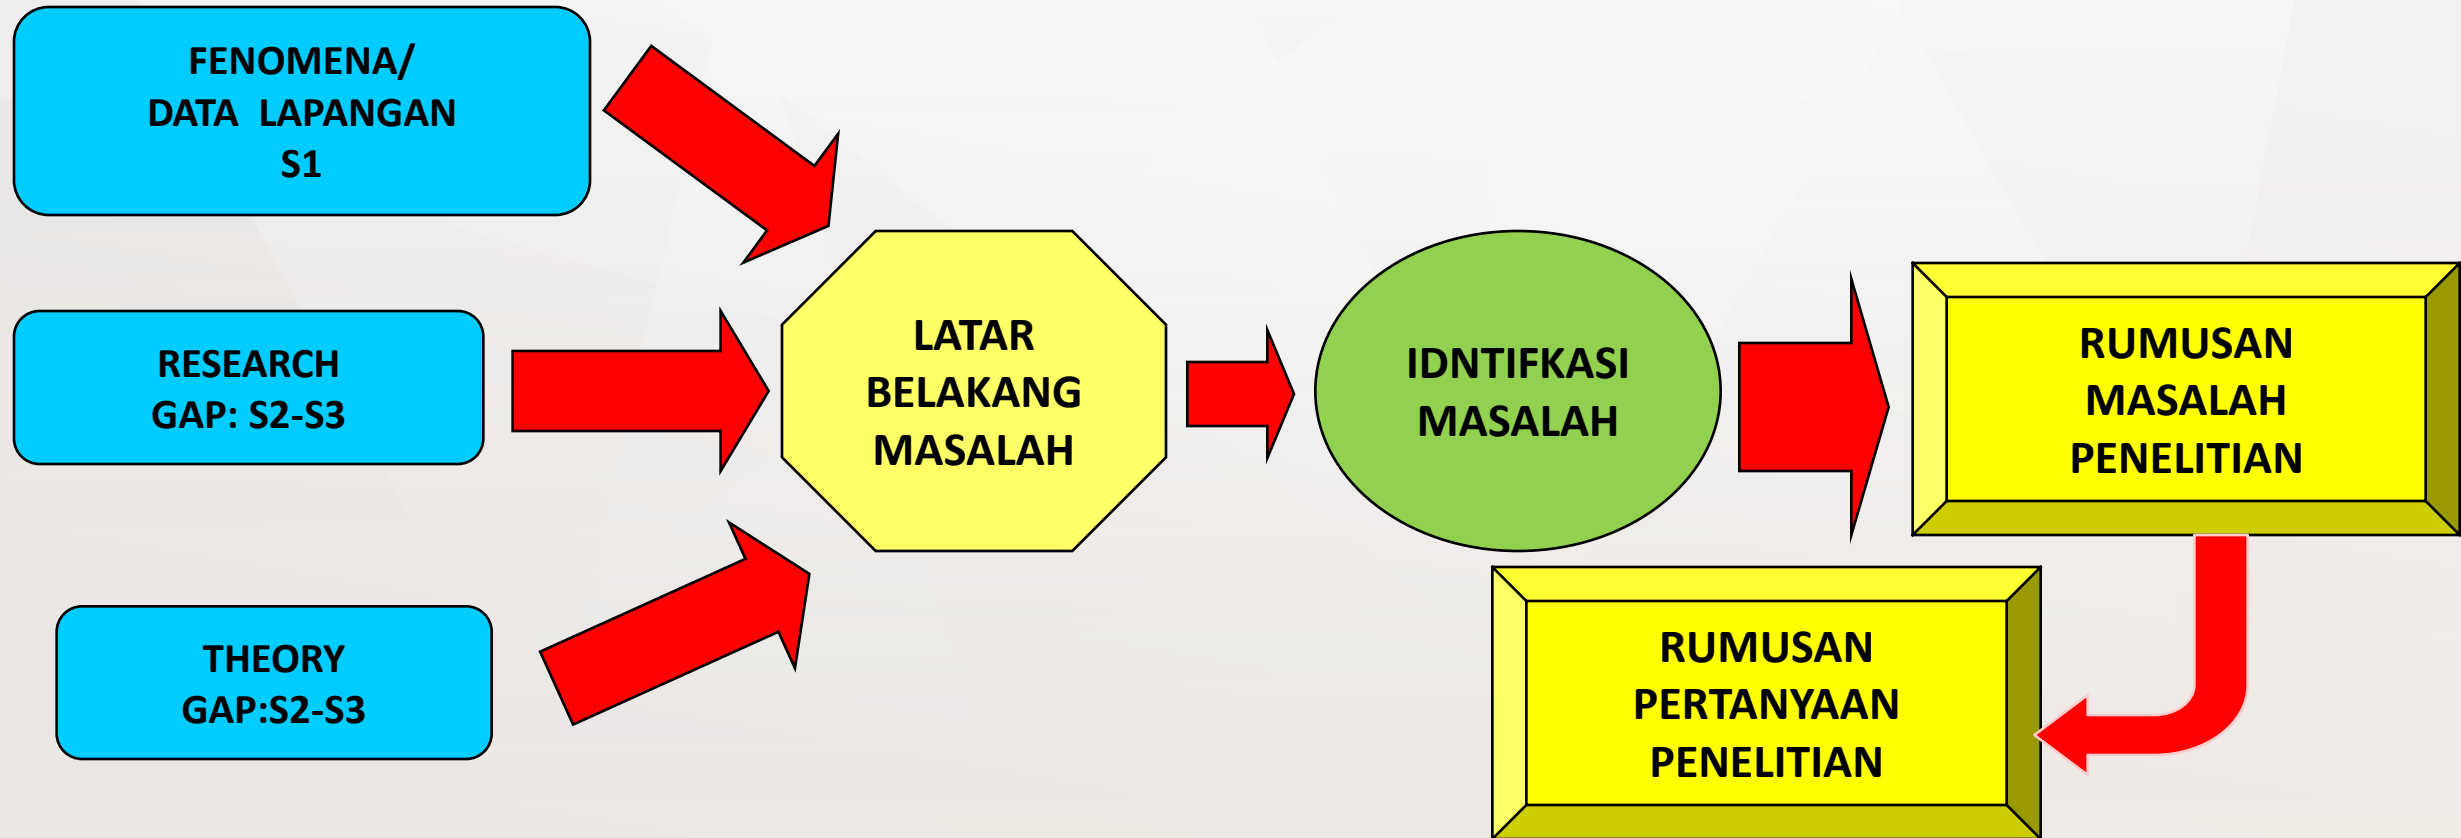 FENOMENA/
DATA LAPANGAN
S1
RESEARCH
GAP: S2-S3
THEORY
GAP:S2-S3
LATAR
BELAKANG
MASALAH
IDNTIFKASI
MASALAH
RUMUSAN
MASALAH
PENELITIAN
RUMUSAN
PERTANYAAN
PENELITIAN